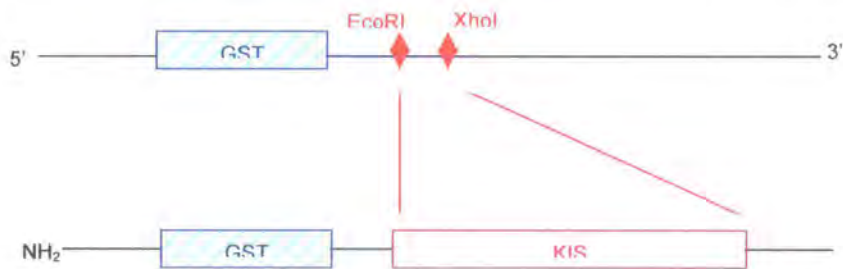 EcoRI XhoI
5' GST 3'
NH₂ GST KIS